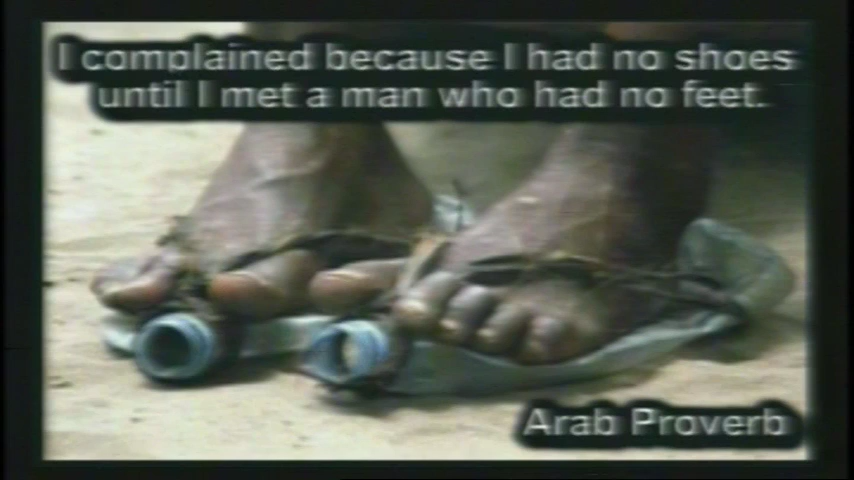 I complained because I had no shoes
until I met a man who had no feet.
Arab Proverb